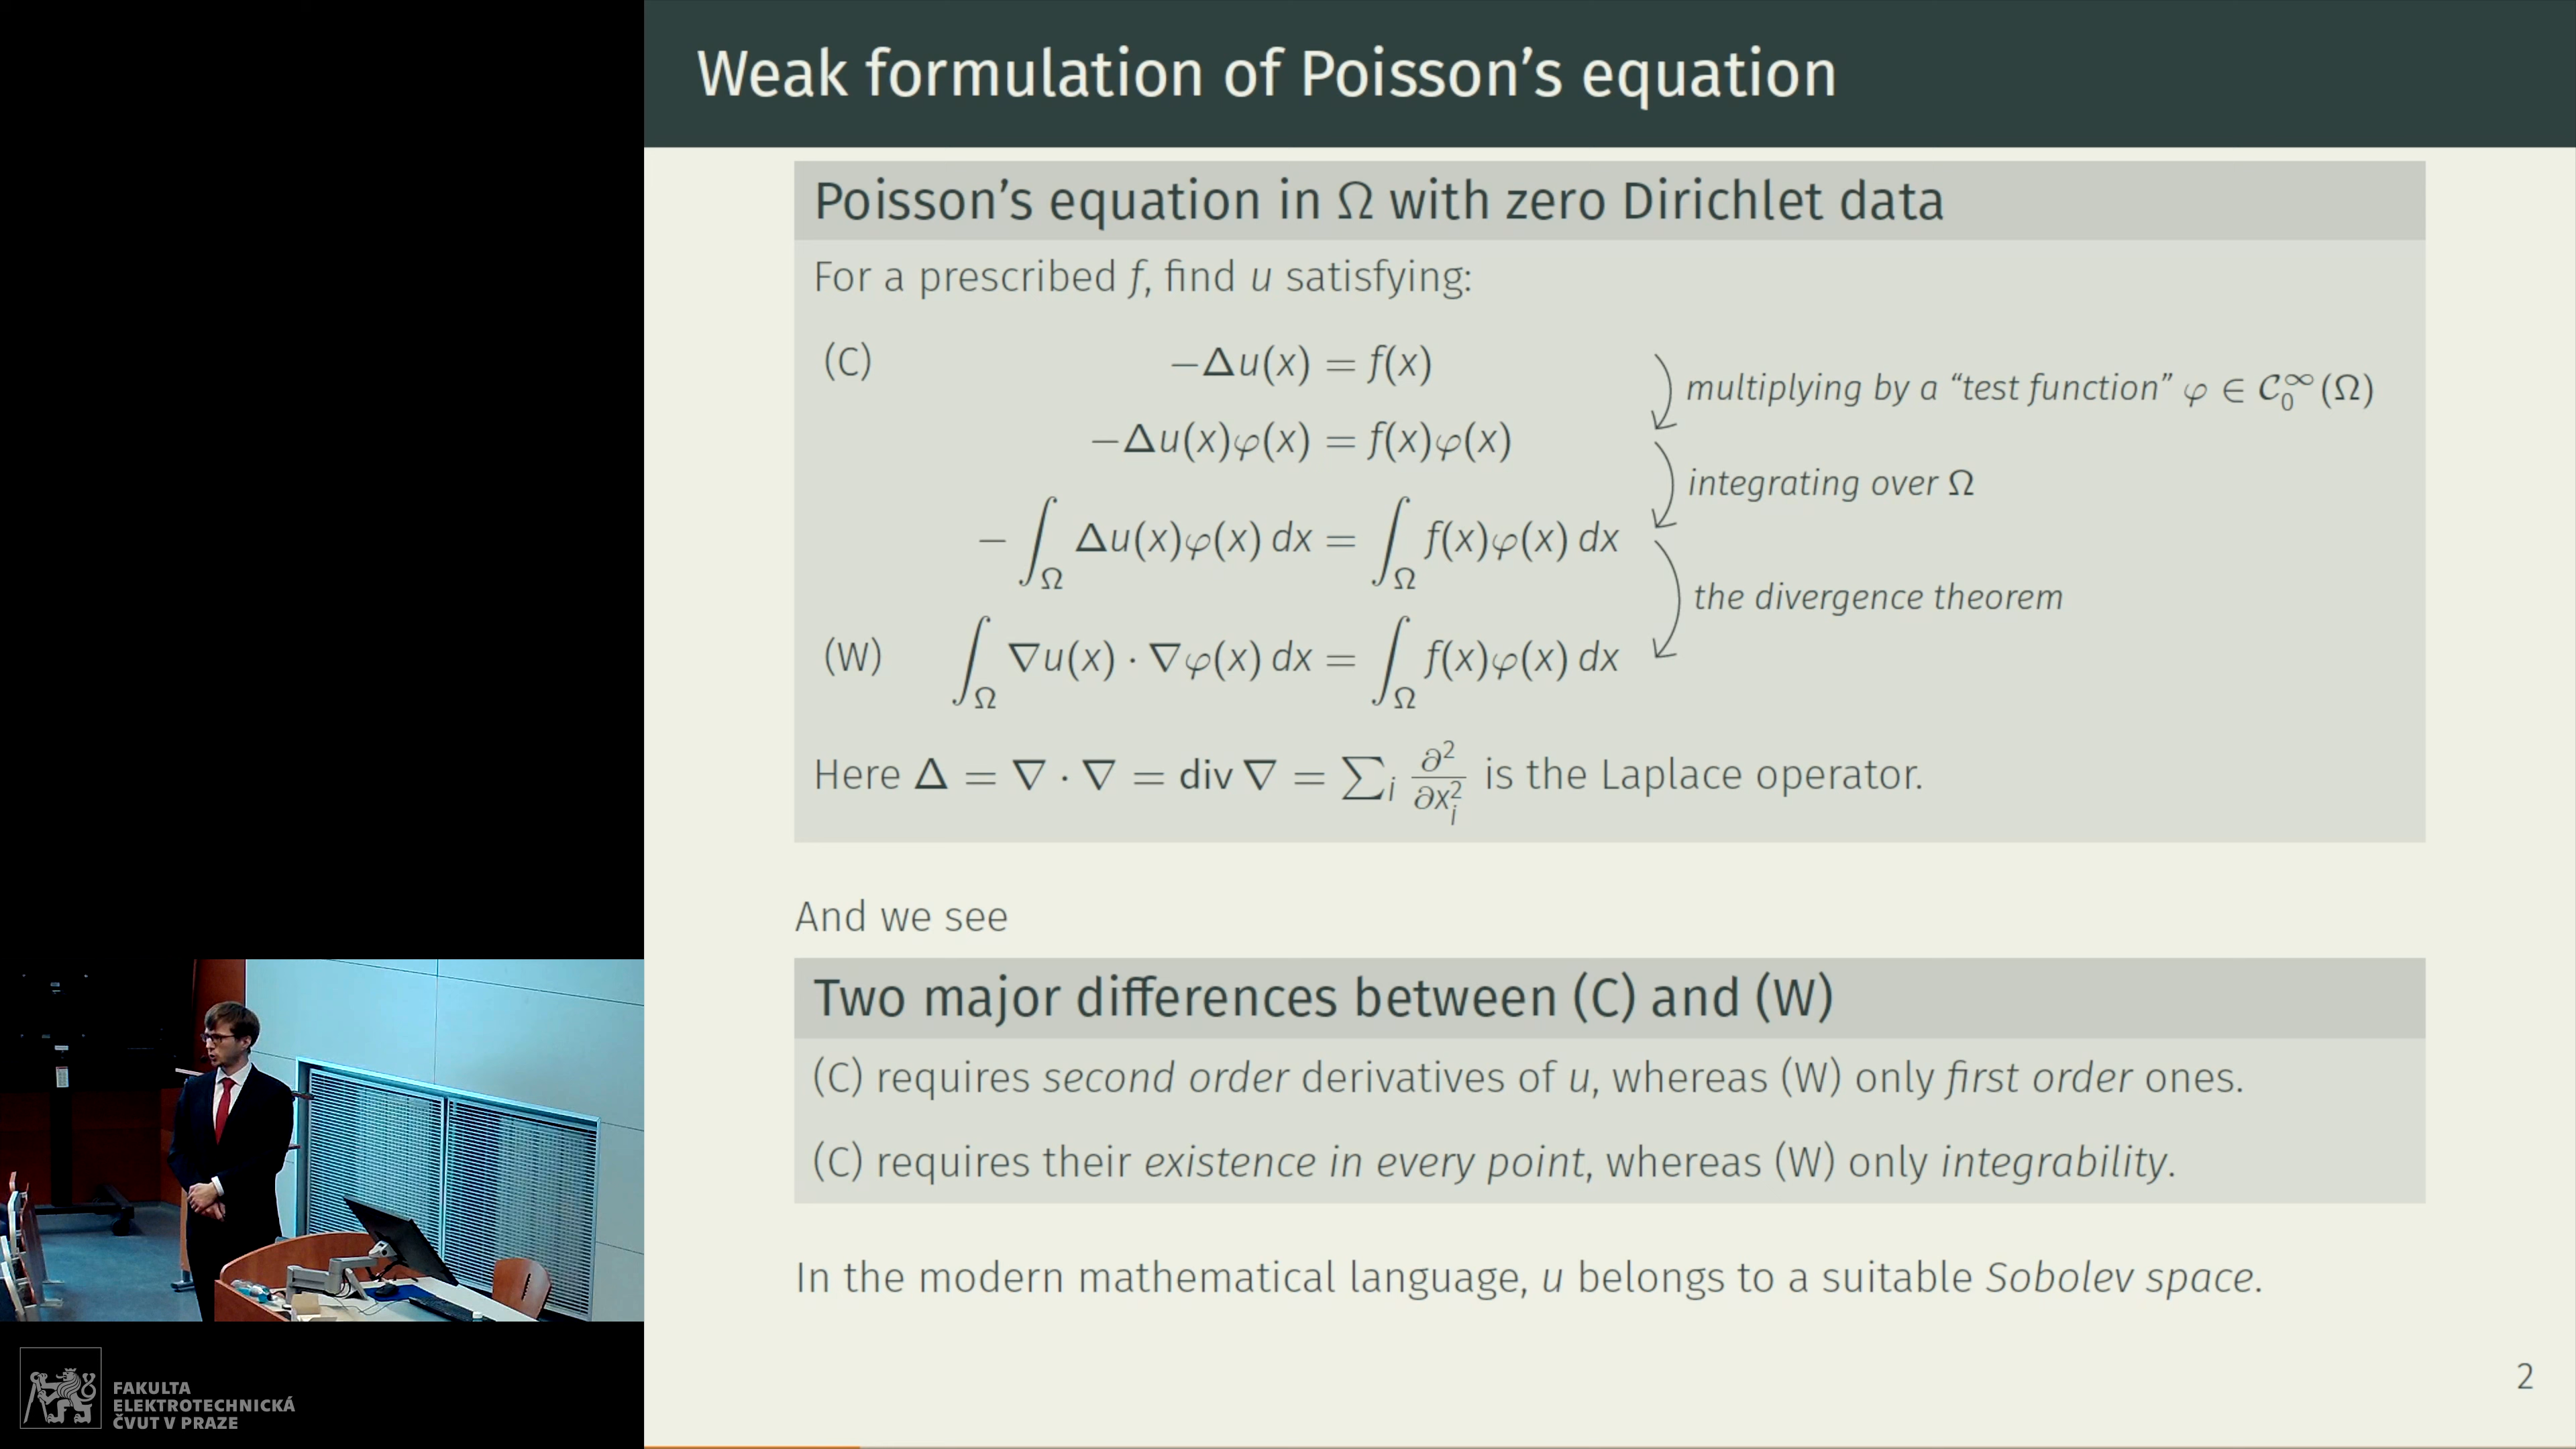 Weak formulation of Poisson’s equation
Poisson’s equation in Ω with zero Dirichlet data
For a prescribed f, find u satisfying:
(C) −Δu(x) = f(x)
multiplying by a “test function” φ ∈ 𝒞₀^∞(Ω)
−Δu(x)φ(x) = f(x)φ(x)
integrating over Ω
− ∫_Ω Δu(x)φ(x) dx = ∫_Ω f(x)φ(x) dx
the divergence theorem
(W) ∫_Ω ∇u(x) · ∇φ(x) dx = ∫_Ω f(x)φ(x) dx
Here Δ = ∇ · ∇ = div ∇ = ∑_i ∂²/∂x_i² is the Laplace operator.
And we see
Two major differences between (C) and (W)
(C) requires second order derivatives of u, whereas (W) only first order ones.
(C) requires their existence in every point, whereas (W) only integrability.
In the modern mathematical language, u belongs to a suitable Sobolev space.
2
FAKULTA
ELEKTROTECHNICKÁ
ČVUT V PRAZE